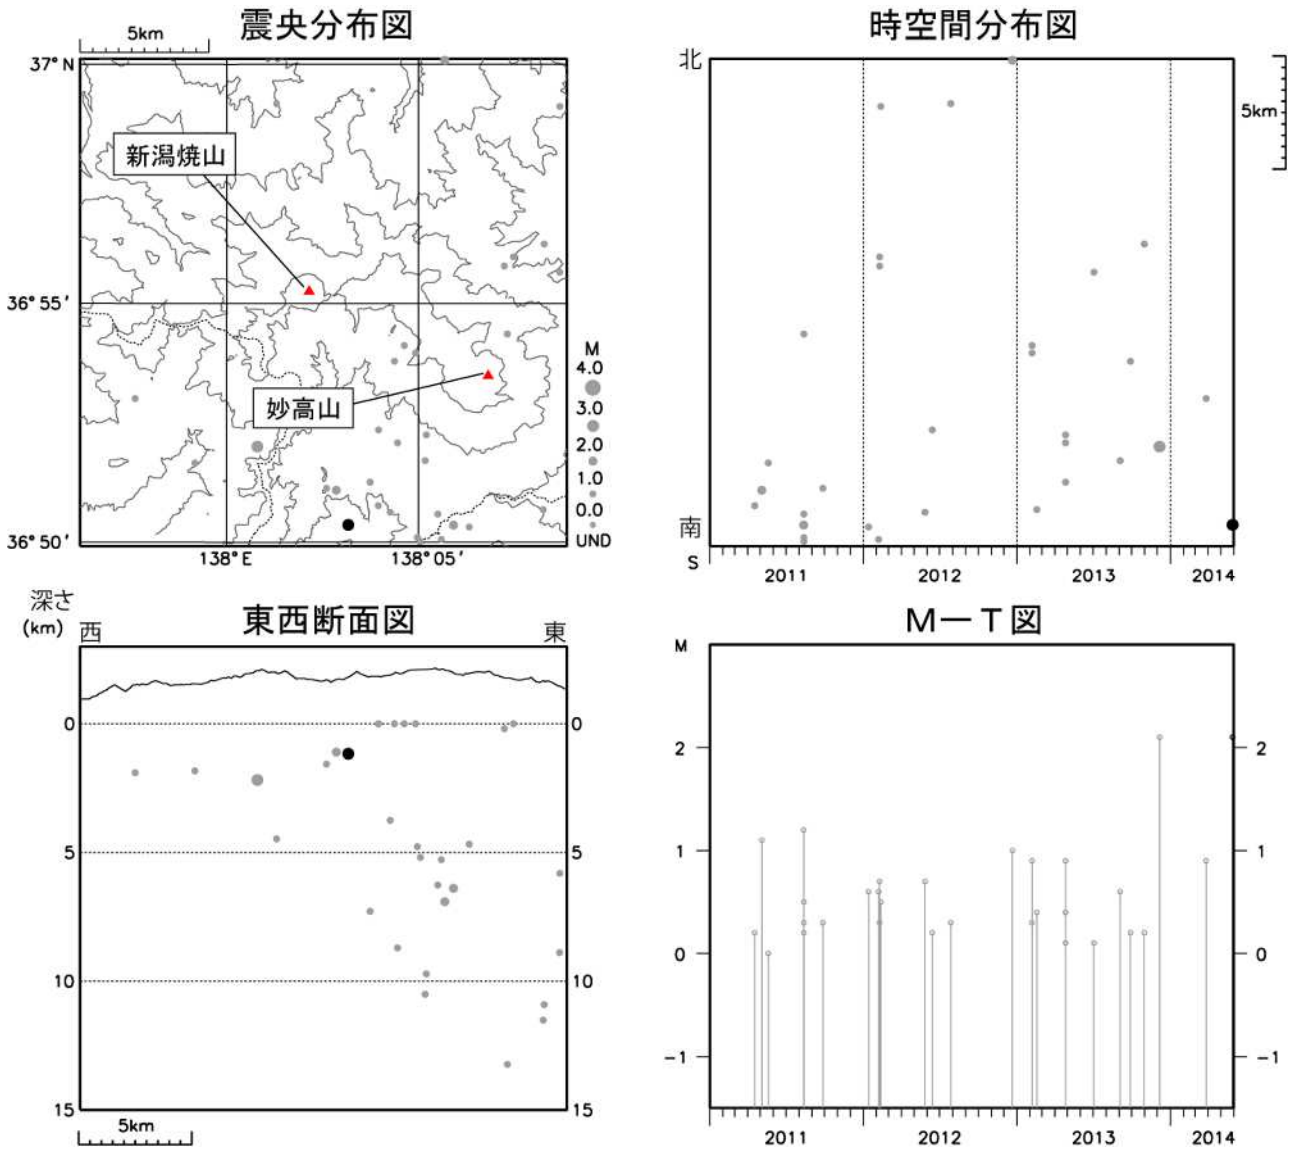 震央分布図
5km
37°N
新潟焼山
36°55′
妙高山
36°50′
138°E
138°05′
M
4.0
3.0
2.0
1.0
0.0
UND
時空間分布図
北
5km
南
S
2011
2012
2013
2014
東西断面図
深さ
(km)
西
東
0
0
5
5
10
10
15
15
5km
M－T図
M
2
2
1
1
0
0
-1
-1
2011
2012
2013
2014